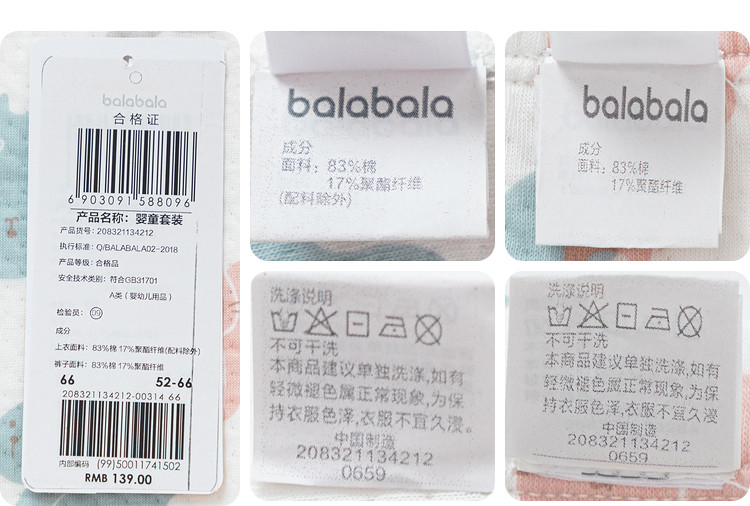 balabala
合格证
6 903091 588096
产品名称：婴童套装
产品货号：208321134212
执行标准：Q/BALABALA02-2018
产品等级：合格品
安全技术类别：符合GB31701
A类（婴幼儿用品）
检验员：09
成分
上衣面料：83%棉 17%聚酯纤维(配料除外)
裤子面料：83%棉 17%聚酯纤维
66 52-66
208321134212-00314 66
内部编码 (99)50011741502
RMB 139.00
balabala
成分
面料：83%棉
17%聚酯纤维
(配料除外)
balabala
成分
面料：83%棉
17%聚酯纤维
洗涤说明
不可干洗
本商品建议单独洗涤,如有
轻微褪色属正常现象,为保
持衣服色泽,衣服不宜久浸。
中国制造
208321134212
0659
洗涤说明
不可干洗
本商品建议单独洗涤,如有
轻微褪色属正常现象,为保
持衣服色泽,衣服不宜久浸
中国制造
208321134212
0659